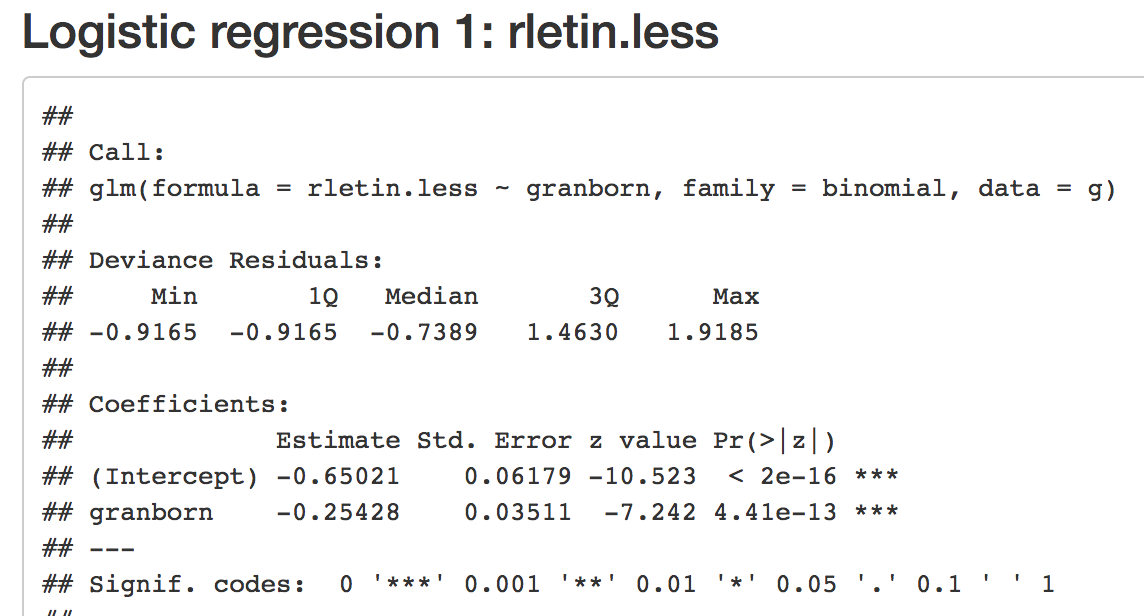 Logistic regression 1: rletin.less
##
## Call:
## glm(formula = rletin.less ~ granborn, family = binomial, data = g)
##
## Deviance Residuals:
##     Min       1Q   Median       3Q      Max
## -0.9165  -0.9165  -0.7389   1.4630   1.9185
##
## Coefficients:
##             Estimate Std. Error z value Pr(>|z|)
## (Intercept) -0.65021    0.06179 -10.523  < 2e-16 ***
## granborn    -0.25428    0.03511  -7.242 4.41e-13 ***
## ---
## Signif. codes:  0 '***' 0.001 '**' 0.01 '*' 0.05 '.' 0.1 ' ' 1
##